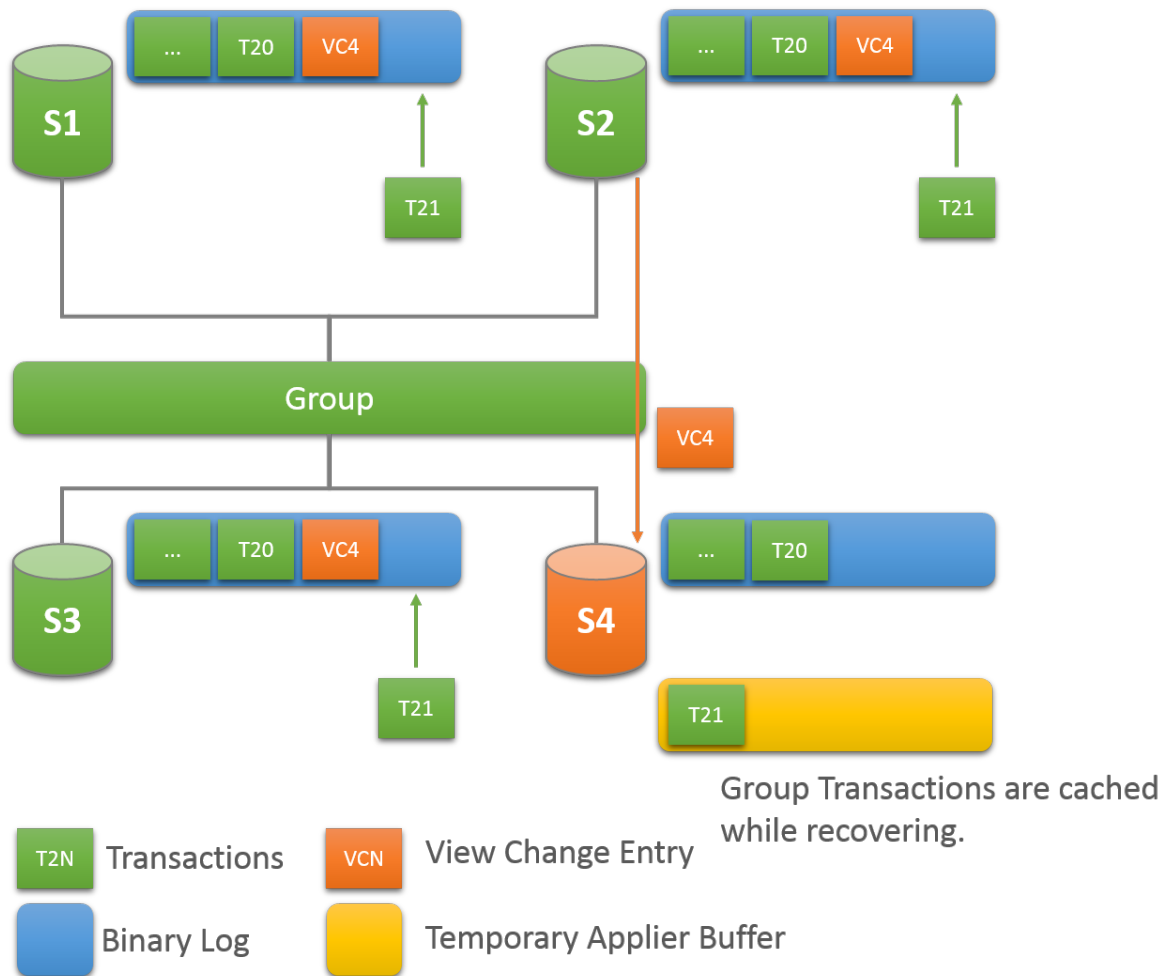 ... T20 VC4
S1
T21
... T20 VC4
S2
T21
Group
VC4
... T20 VC4
S3
T21
... T20
S4
T21
Group Transactions are cached
while recovering.
T2N Transactions
VCN View Change Entry
Binary Log
Temporary Applier Buffer